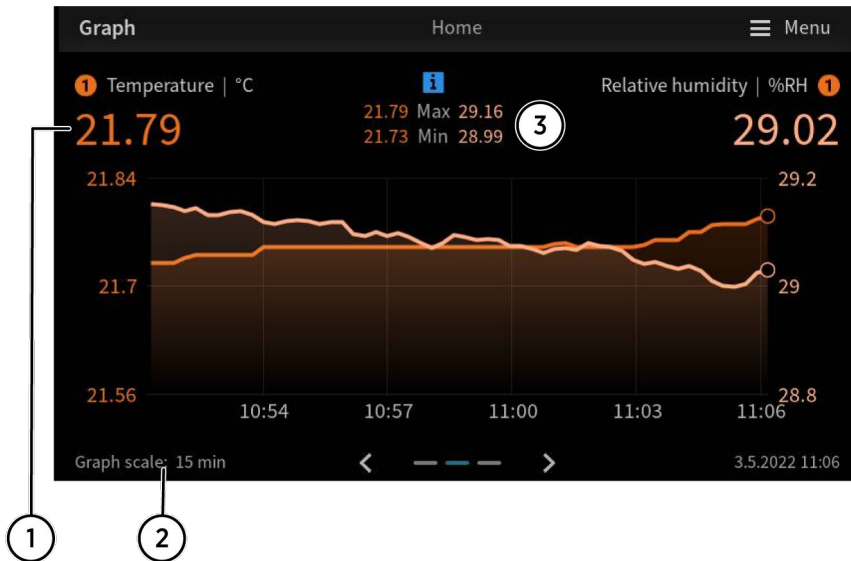 Graph Home Menu
1 Temperature | °C i Relative humidity | %RH 1
21.79 21.79 Max 29.16 3 29.02
21.73 Min 28.99
21.84 29.2
21.7 29
21.56 28.8
10:54 10:57 11:00 11:03 11:06
Graph scale: 15 min 3.5.2022 11:06
1 2